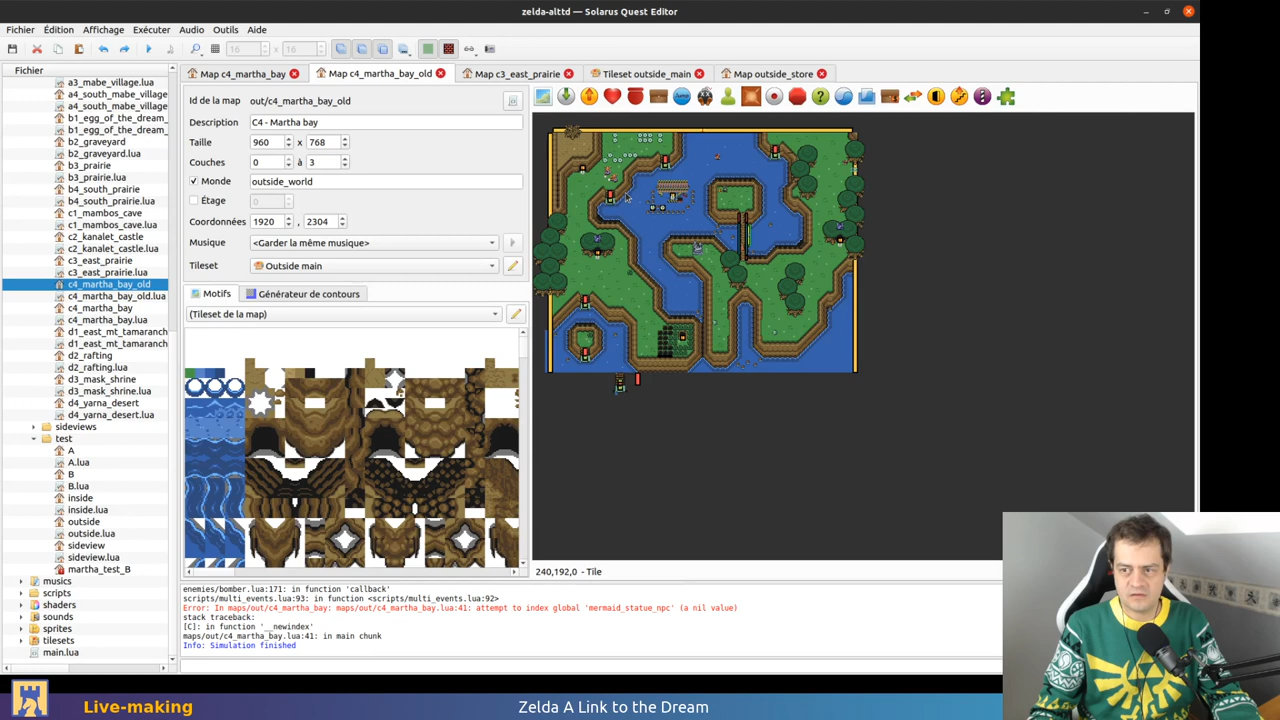 zelda-alttd — Solarus Quest Editor
Fichier Édition Affichage Exécuter Audio Outils Aide
16 x 16
Fichier
a3_mabe_village.lua
a4_south_mabe_village
a4_south_mabe_village
b1_egg_of_the_dream_
b1_egg_of_the_dream_
b2_graveyard
b2_graveyard.lua
b3_prairie
b3_prairie.lua
b4_south_prairie
b4_south_prairie.lua
c1_mambos_cave
c1_mambos_cave.lua
c2_kanalet_castle
c2_kanalet_castle.lua
c3_east_prairie
c3_east_prairie.lua
c4_martha_bay_old
c4_martha_bay_old.lua
c4_martha_bay
c4_martha_bay.lua
d1_east_mt_tamaranch
d1_east_mt_tamaranch
d2_rafting
d2_rafting.lua
d3_mask_shrine
d3_mask_shrine.lua
d4_yarna_desert
d4_yarna_desert.lua
sideviews
test
A
A.lua
B
B.lua
inside
inside.lua
outside
outside.lua
sideview
sideview.lua
martha_test_B
musics
scripts
shaders
sounds
sprites
tilesets
main.lua
Map c4_martha_bay Map c4_martha_bay_old Map c3_east_prairie Tileset outside_main Map outside_store
Id de la map out/c4_martha_bay_old
Description C4 - Martha bay
Taille 960 x 768
Couches 0 à 3
Monde outside_world
Étage 0
Coordonnées 1920 , 2304
Musique <Garder la même musique>
Tileset Outside main
Motifs Générateur de contours
(Tileset de la map)
240,192,0 - Tile
enemies/bomber.lua:171: in function 'callback'
scripts/multi_events.lua:93: in function <scripts/multi_events.lua:92>
Error: In maps/out/c4_martha_bay: maps/out/c4_martha_bay.lua:41: attempt to index global 'mermaid_statue_npc' (a nil value)
stack traceback:
[C]: in function '__newindex'
maps/out/c4_martha_bay.lua:41: in main chunk
Info: Simulation finished
Live-making
Zelda A Link to the Dream